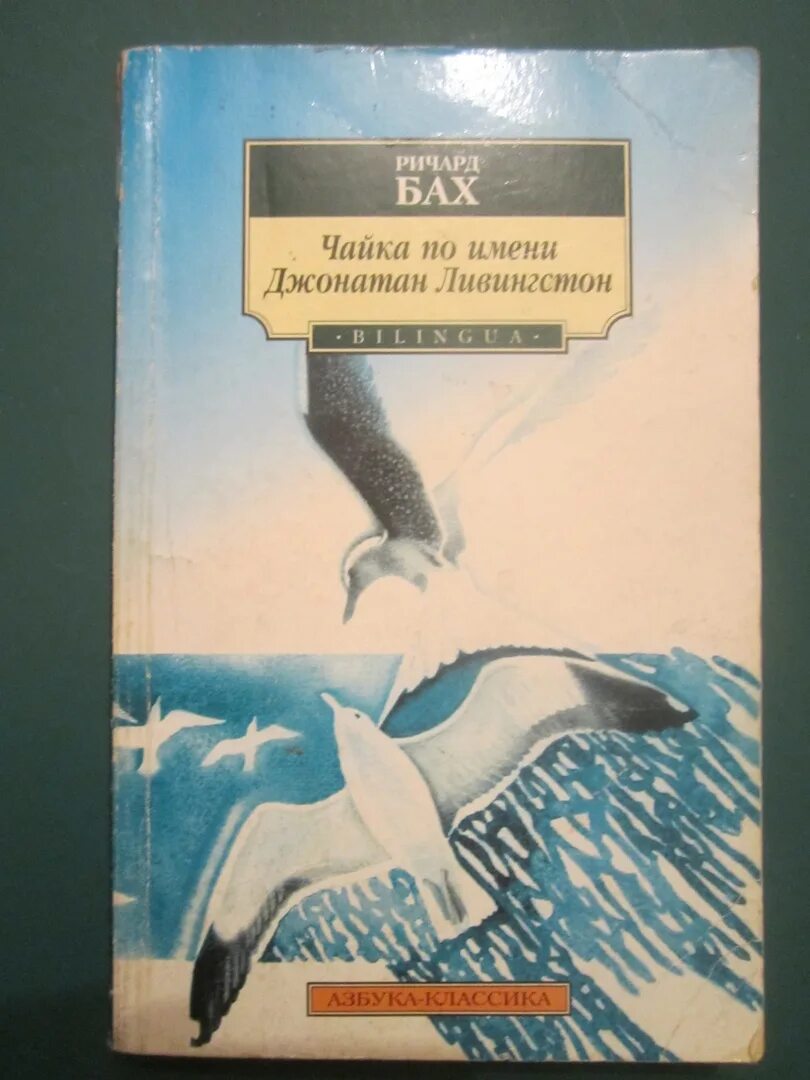 РИЧАРД
БАХ
Чайка по имени
Джонатан Ливингстон
· BILINGUA ·
АЗБУКА-КЛАССИКА